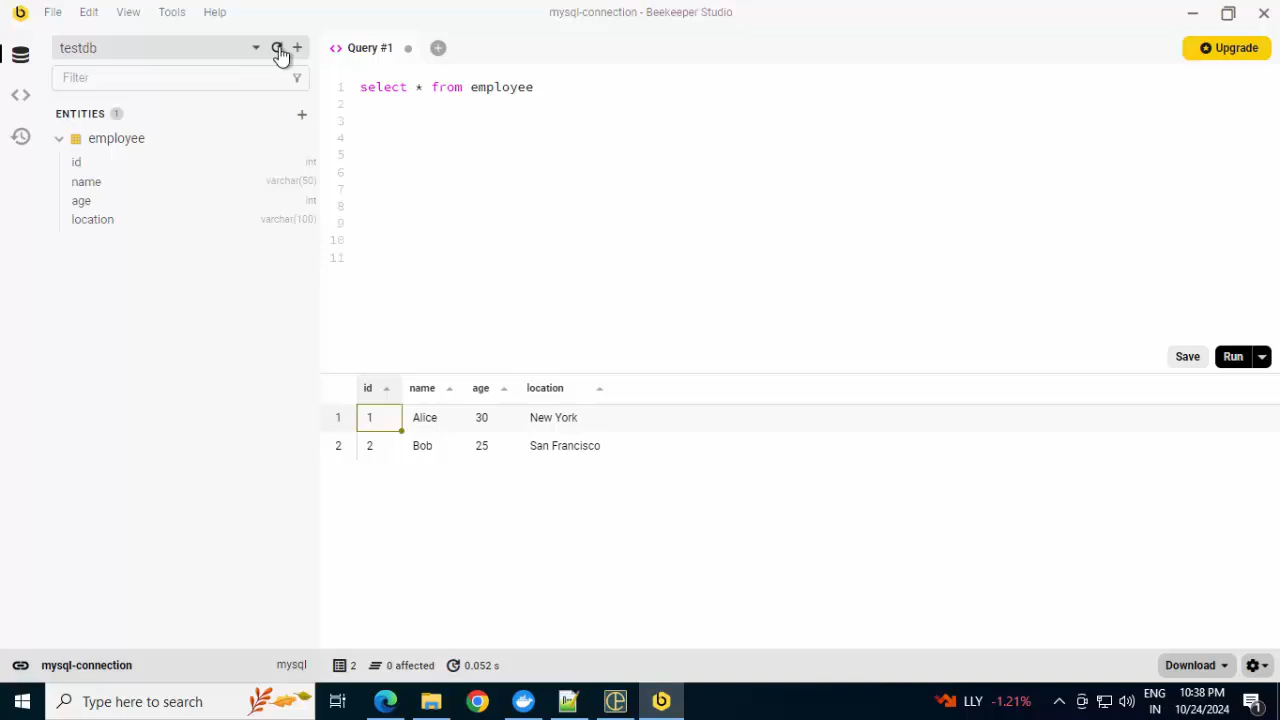 File Edit View Tools Help
mysql-connection - Beekeeper Studio
testdb
Query #1
Upgrade
Filter
ENTITIES 1
employee
id int
name varchar(50)
age int
location varchar(100)
1 select * from employee
2
3
4
5
6
7
8
9
10
11
Save Run
id name age location
1 1 Alice 30 New York
2 2 Bob 25 San Francisco
mysql-connection mysql 2 0 affected 0.052 s Download
Type here to search
LLY -1.21%
ENG
IN
10:38 PM
10/24/2024
1